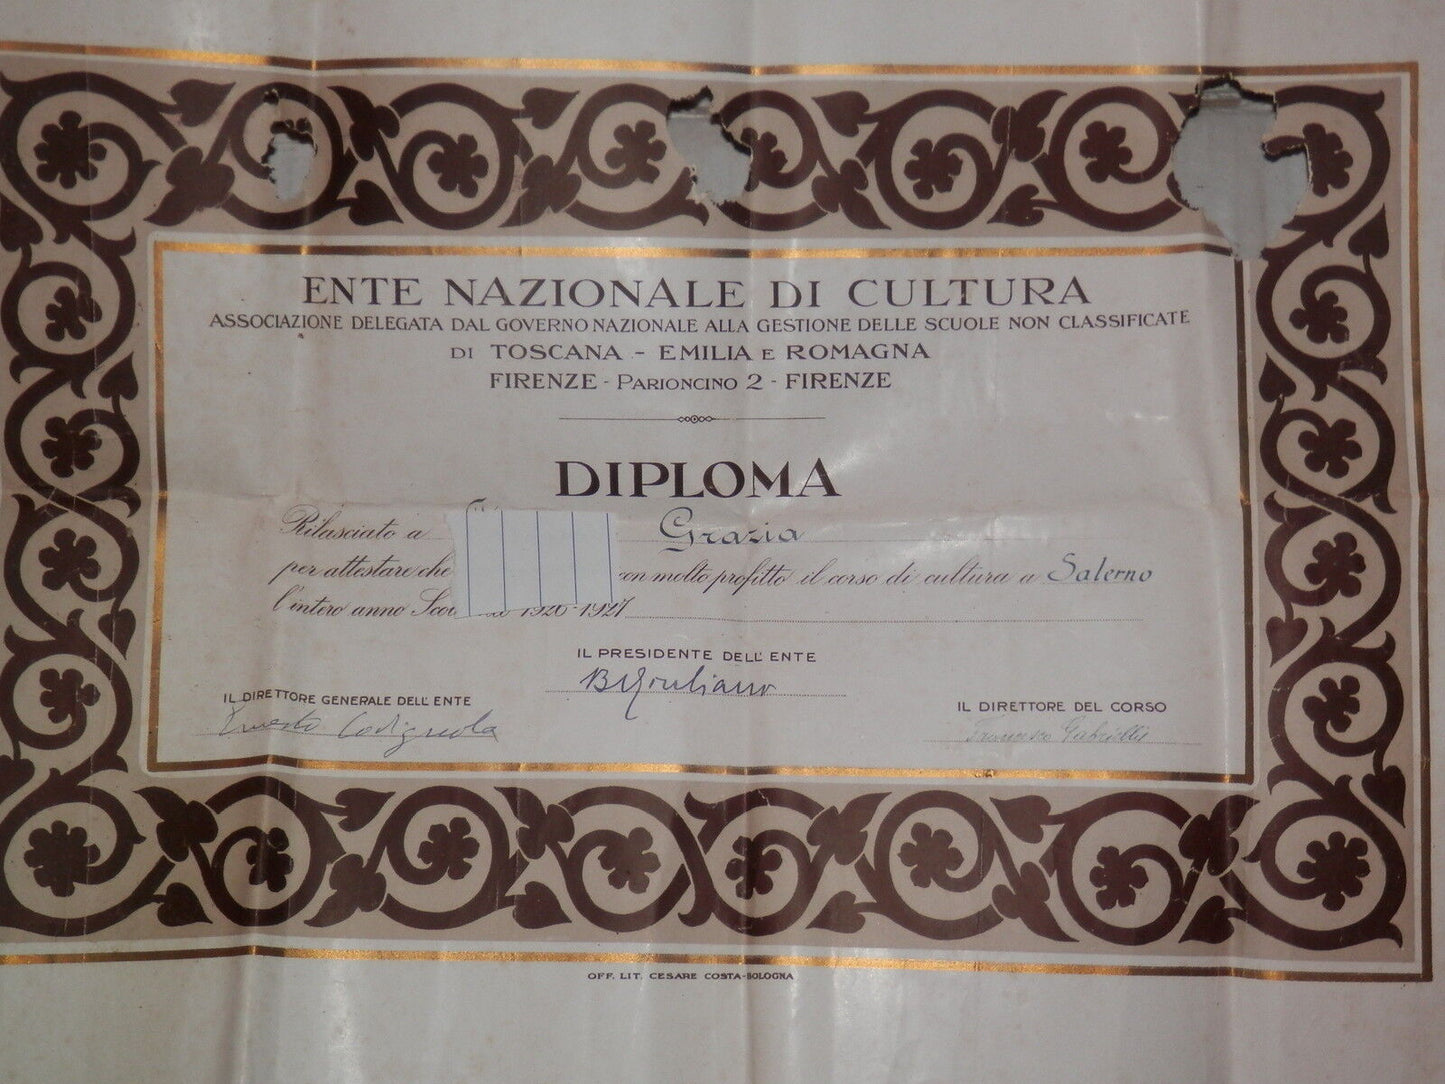 ENTE NAZIONALE DI CULTURA
ASSOCIAZIONE DELEGATA DAL GOVERNO NAZIONALE ALLA GESTIONE DELLE SCUOLE NON CLASSIFICATE
DI TOSCANA - EMILIA E ROMAGNA
FIRENZE - PARIONCINO 2 - FIRENZE
DIPLOMA
Rilasciato a Grazia
per attestare che con molto profitto il corso di cultura a Salerno
l'intero anno 1926-1927
IL PRESIDENTE DELL'ENTE
IL DIRETTORE GENERALE DELL'ENTE
Ernesto Codignola
IL DIRETTORE DEL CORSO
OFF. LIT. CESARE COSTA-BOLOGNA